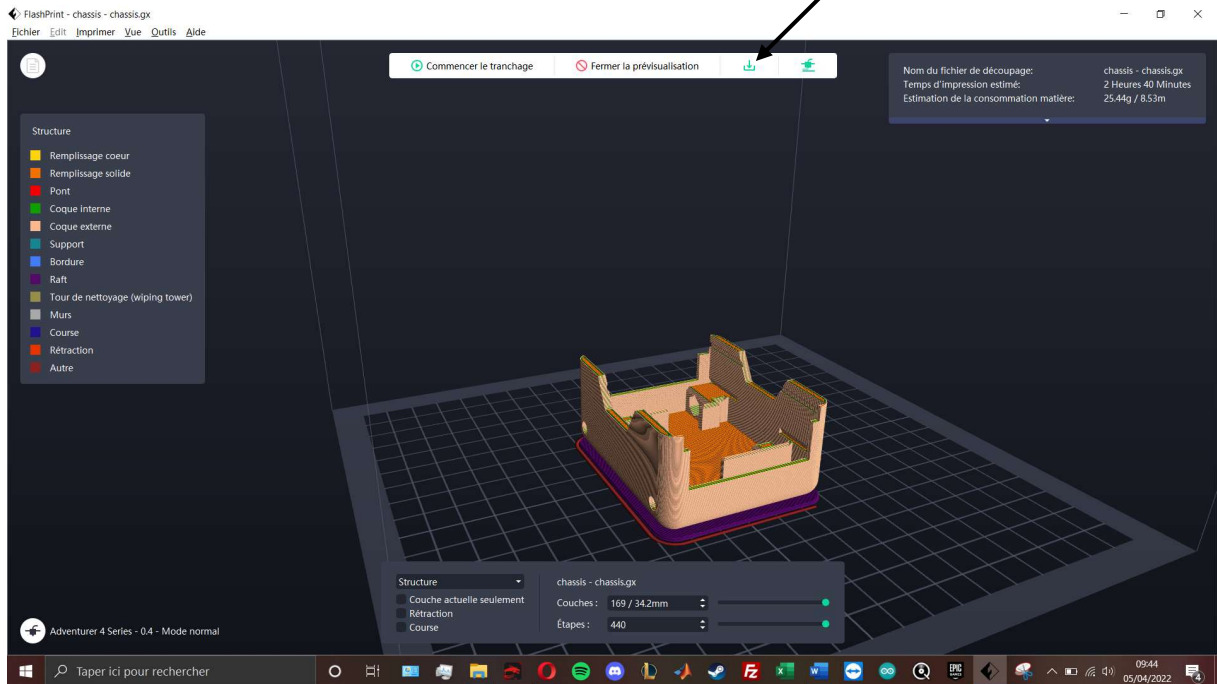 FlashPrint - chassis - chassis.gx
Fichier Edit Imprimer Vue Outils Aide
Commencer le tranchage Fermer la prévisualisation
Nom du fichier de découpage: chassis - chassis.gx
Temps d'impression estimé: 2 Heures 40 Minutes
Estimation de la consommation matière: 25.44g / 8.53m
Structure
Remplissage coeur
Remplissage solide
Pont
Coque interne
Coque externe
Support
Bordure
Raft
Tour de nettoyage (wiping tower)
Murs
Course
Rétraction
Autre
Structure
Couche actuelle seulement
Rétraction
Course
chassis - chassis.gx
Couches : 169 / 34.2mm
Étapes : 440
Adventurer 4 Series - 0.4 - Mode normal
Taper ici pour rechercher
EPIC
09:44
05/04/2022